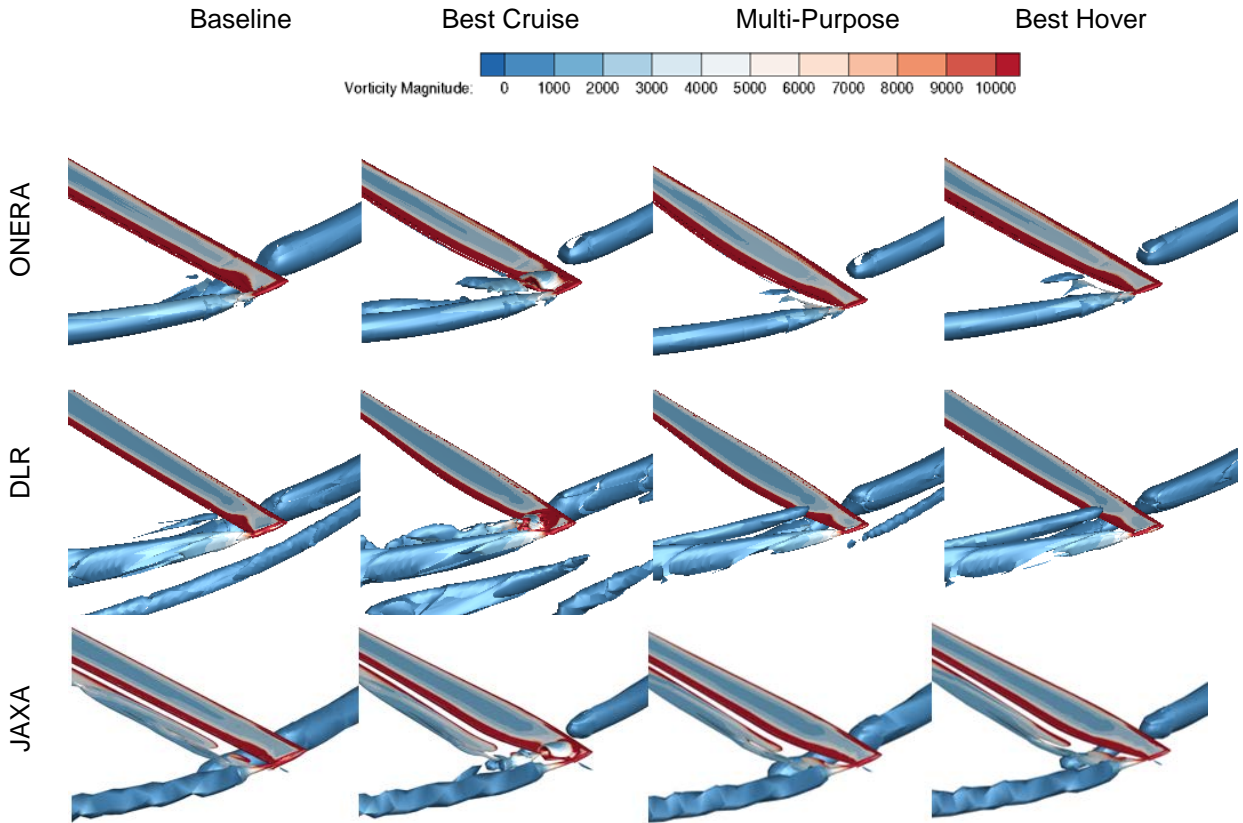 Baseline Best Cruise Multi-Purpose Best Hover
Vorticity Magnitude: 0 1000 2000 3000 4000 5000 6000 7000 8000 9000 10000
ONERA
DLR
JAXA